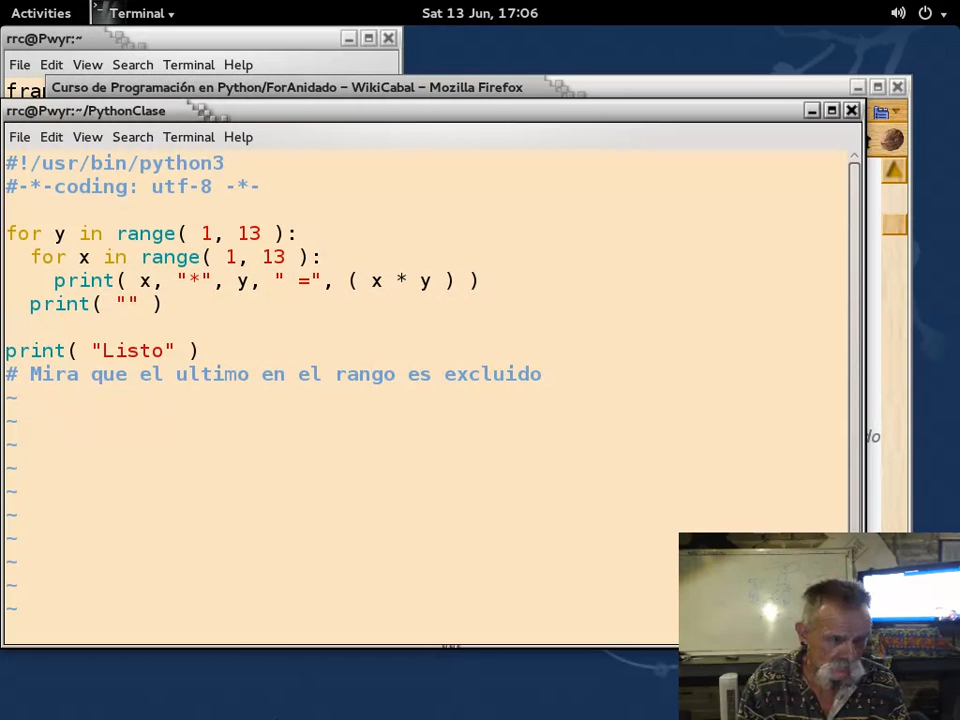 Activities Terminal Sat 13 Jun, 17:06
rrc@Pwyr:~
File Edit View Search Terminal Help
Curso de Programación en Python/ForAnidado – WikiCabal – Mozilla Firefox
rrc@Pwyr:~/PythonClase
File Edit View Search Terminal Help
#!/usr/bin/python3
#-*-coding: utf-8 -*-
for y in range( 1, 13 ):
  for x in range( 1, 13 ):
    print( x, "*", y, " =", ( x * y ) )
  print( "" )
print( "Listo" )
# Mira que el ultimo en el rango es excluido
~
~
~
~
~
~
~
~
~
~